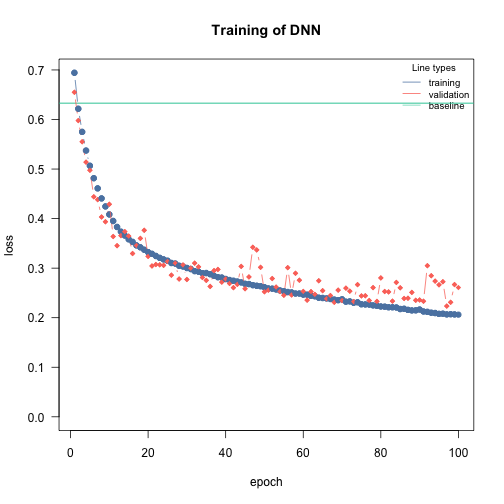 Training of DNN
Line types
training
validation
baseline
0.7
0.6
0.5
0.4
0.3
0.2
0.1
0.0
loss
0 20 40 60 80 100
epoch